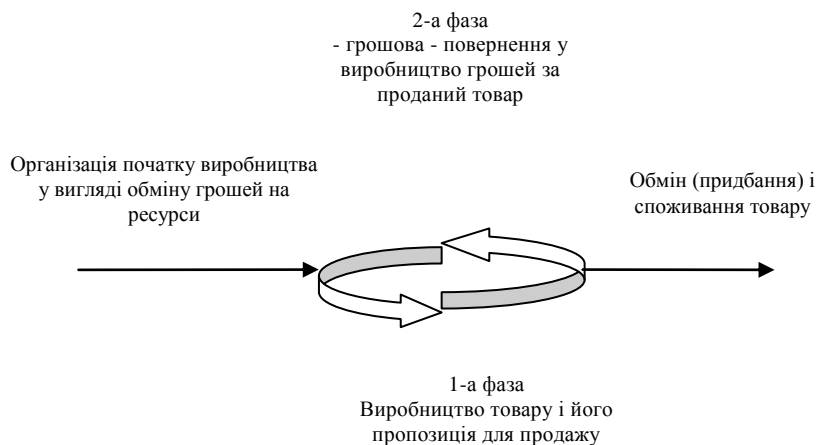 2-а фаза
- грошова - повернення у
виробництво грошей за
проданий товар
Організація початку виробництва
у вигляді обміну грошей на
ресурси
Обмін (придбання) і
споживання товару
1-а фаза
Виробництво товару і його
пропозиція для продажу